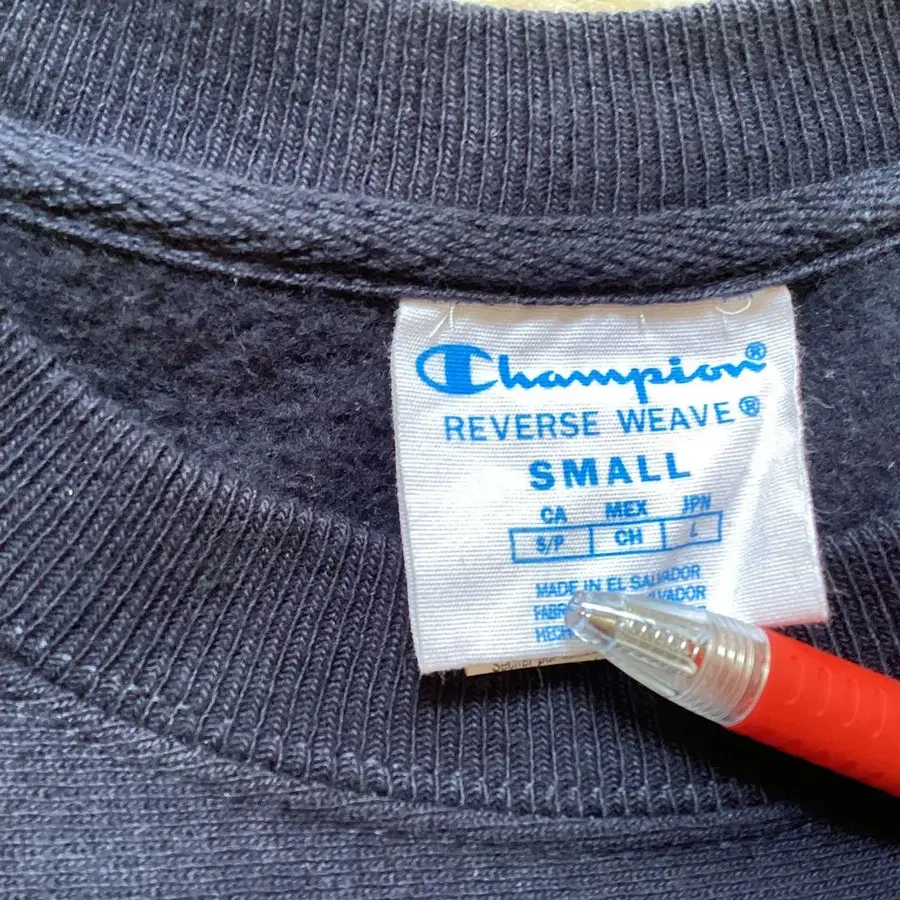 Champion®
REVERSE WEAVE®
SMALL
CA MEX JPN
S/P CH L
MADE IN EL SALVADOR